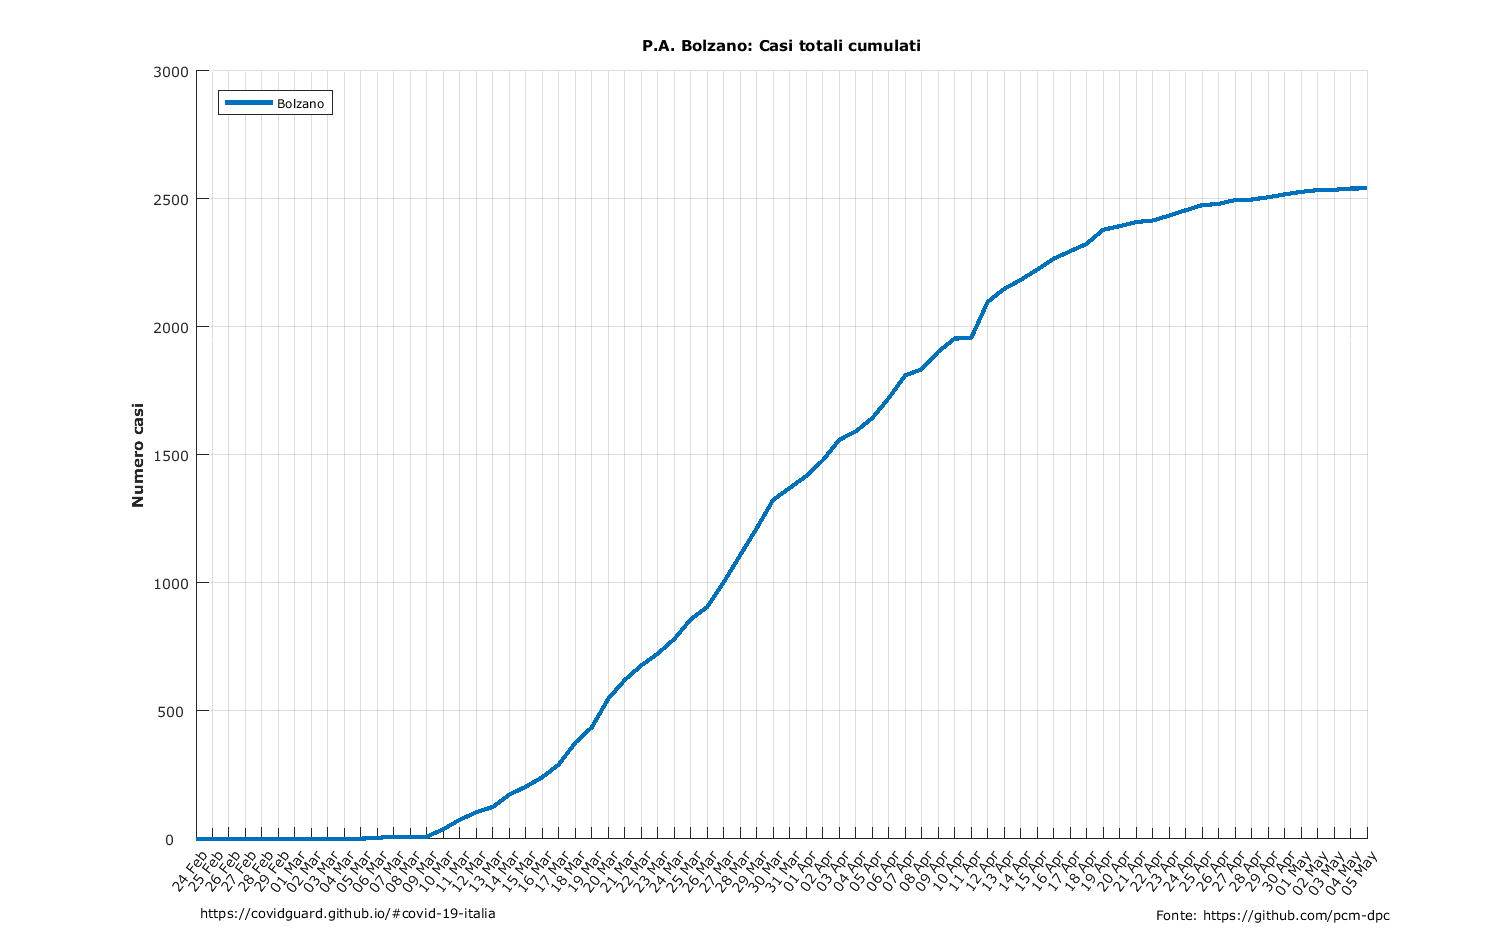 P.A. Bolzano: Casi totali cumulati
Bolzano
Numero casi
3000
2500
2000
1500
1000
500
0
24 Feb
25 Feb
26 Feb
27 Feb
28 Feb
29 Feb
01 Mar
02 Mar
03 Mar
04 Mar
05 Mar
06 Mar
07 Mar
08 Mar
09 Mar
10 Mar
11 Mar
12 Mar
13 Mar
14 Mar
15 Mar
16 Mar
17 Mar
18 Mar
19 Mar
20 Mar
21 Mar
22 Mar
23 Mar
24 Mar
25 Mar
26 Mar
27 Mar
28 Mar
29 Mar
30 Mar
31 Mar
01 Apr
02 Apr
03 Apr
04 Apr
05 Apr
06 Apr
07 Apr
08 Apr
09 Apr
10 Apr
11 Apr
12 Apr
13 Apr
14 Apr
15 Apr
16 Apr
17 Apr
18 Apr
19 Apr
20 Apr
21 Apr
22 Apr
23 Apr
24 Apr
25 Apr
26 Apr
27 Apr
28 Apr
29 Apr
30 Apr
01 May
02 May
03 May
04 May
05 May
https://covidguard.github.io/#covid-19-italia
Fonte: https://github.com/pcm-dpc